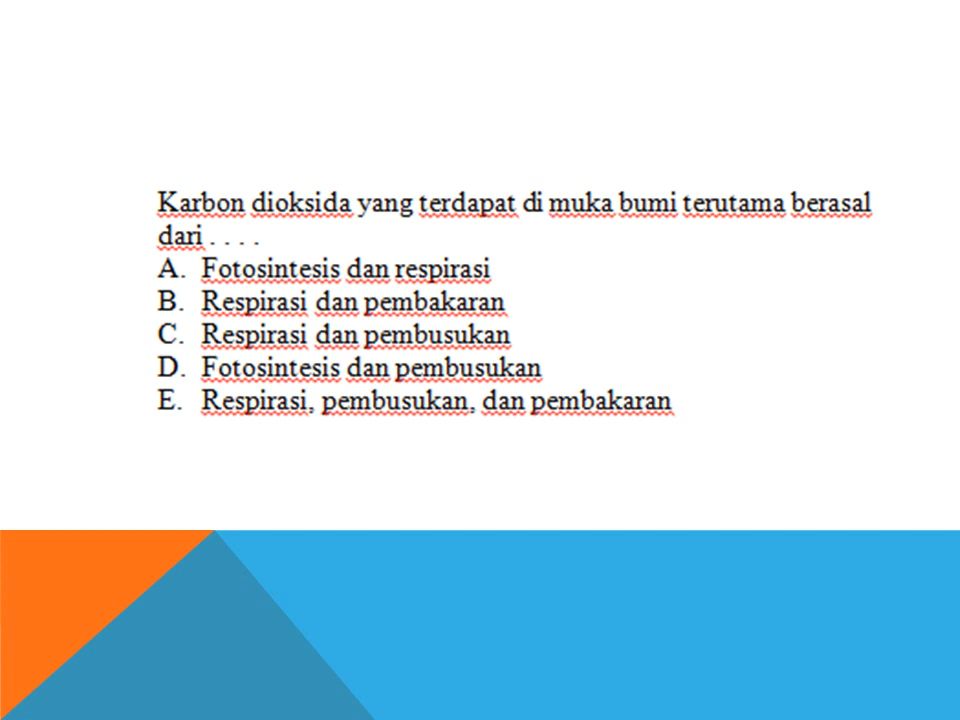 Karbon dioksida yang terdapat di muka bumi terutama berasal
dari . . . .
A. Fotosintesis dan respirasi
B. Respirasi dan pembakaran
C. Respirasi dan pembusukan
D. Fotosintesis dan pembusukan
E. Respirasi, pembusukan, dan pembakaran